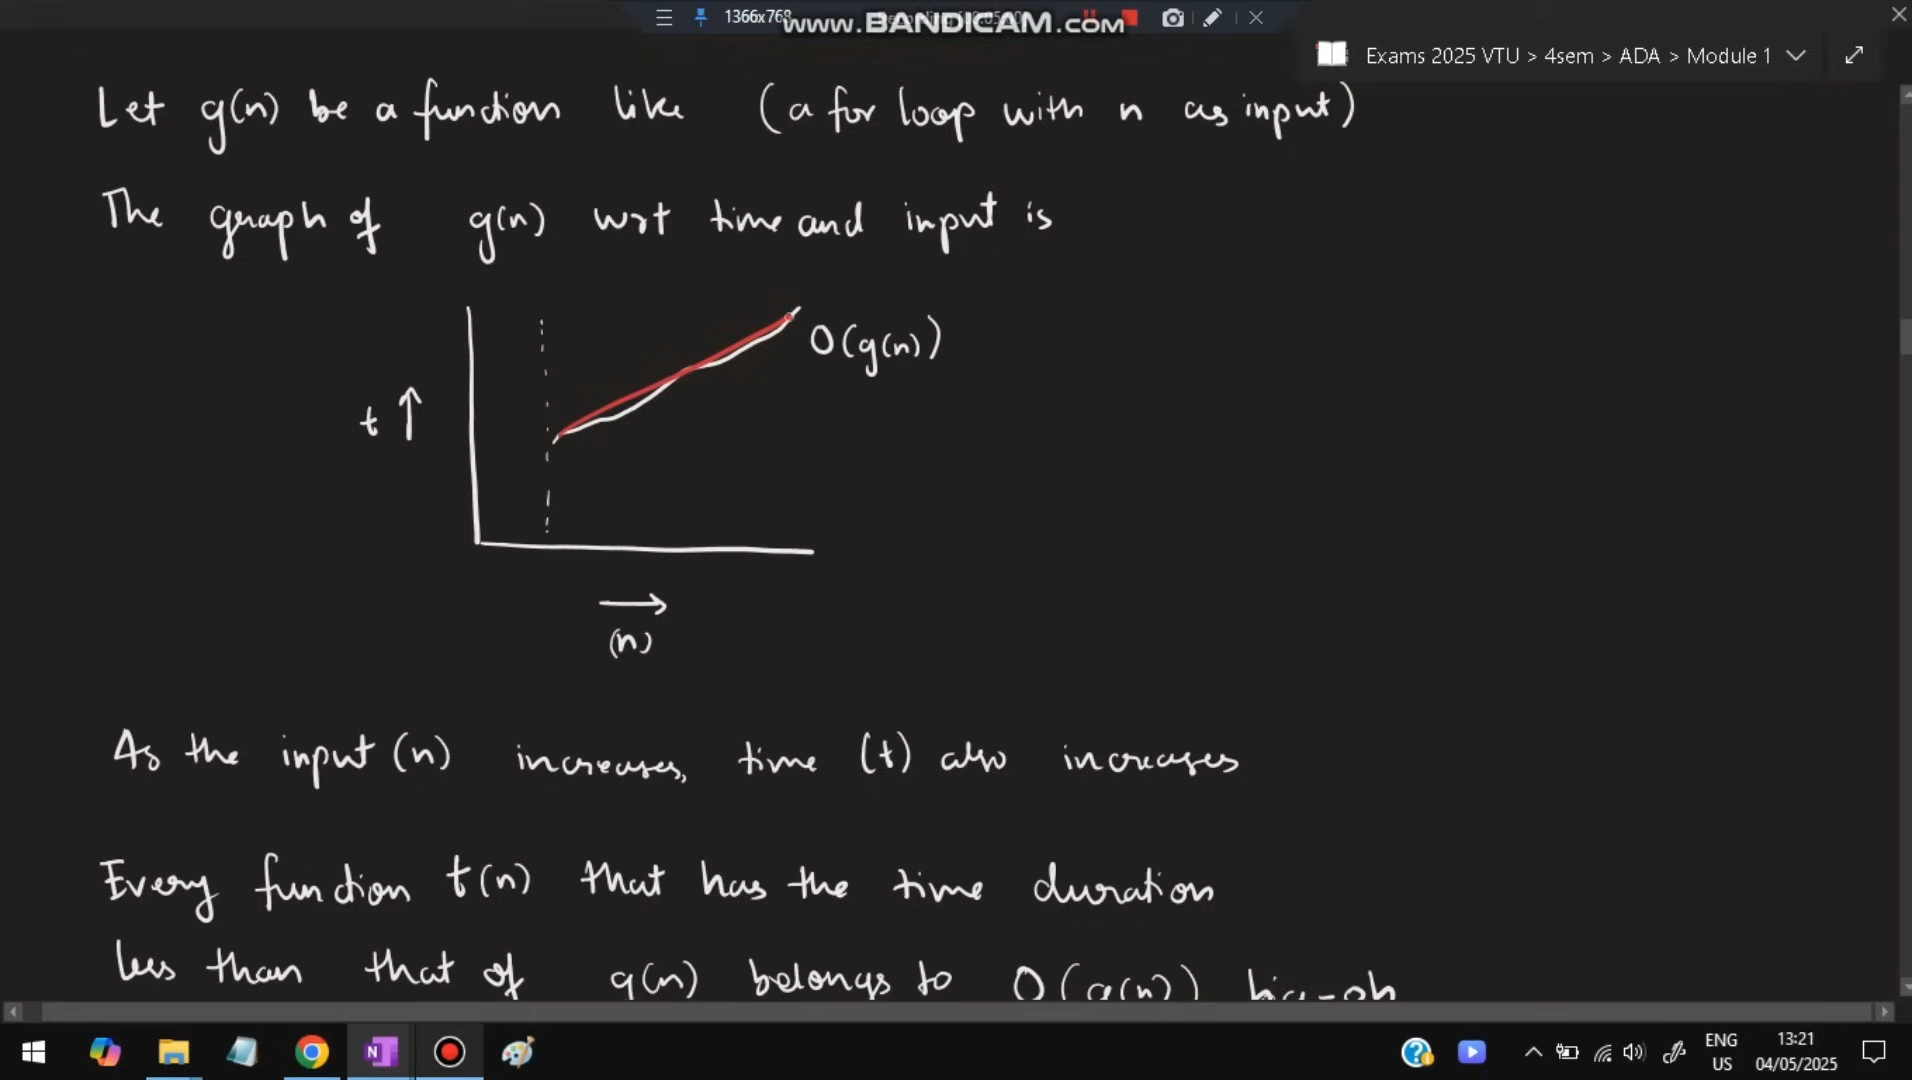 1366x768
www.BANDICAM.com
Exams 2025 VTU > 4sem > ADA > Module 1
Let g(n) be a function like (a for loop with n as input)
The graph of g(n) wrt time and input is
O(g(n))
t ↑
→
(n)
As the input (n) increases, time (t) also increases
Every function t(n) that has the time duration
less than that of g(n) belongs to O(g(n)) big-oh
N
ENG
US
13:21
04/05/2025